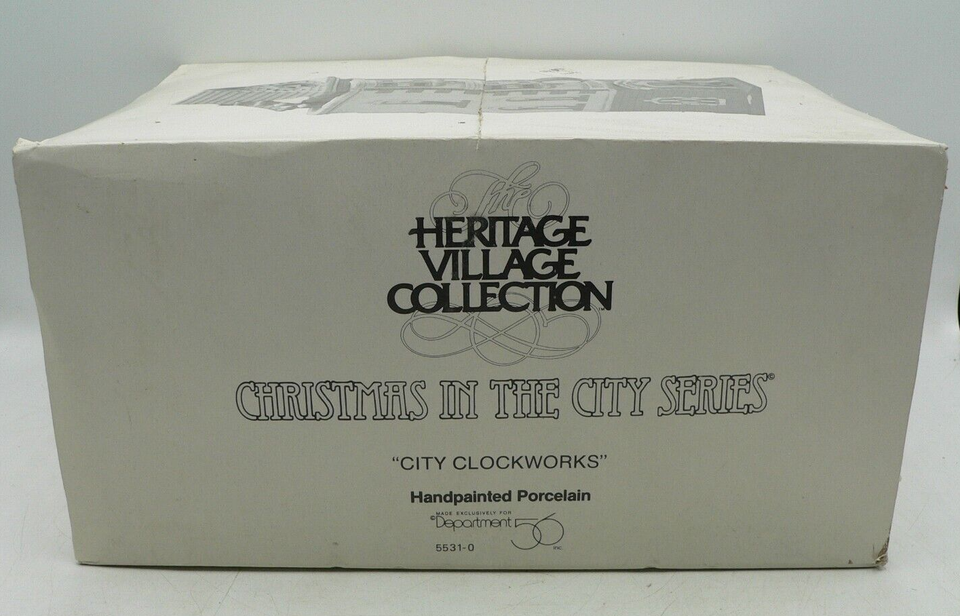 The
HERITAGE
VILLAGE
COLLECTION™
CHRISTMAS IN THE CITY SERIES©
“CITY CLOCKWORKS”
Handpainted Porcelain
MADE EXCLUSIVELY FOR
©Department 56 INC.
5531-0